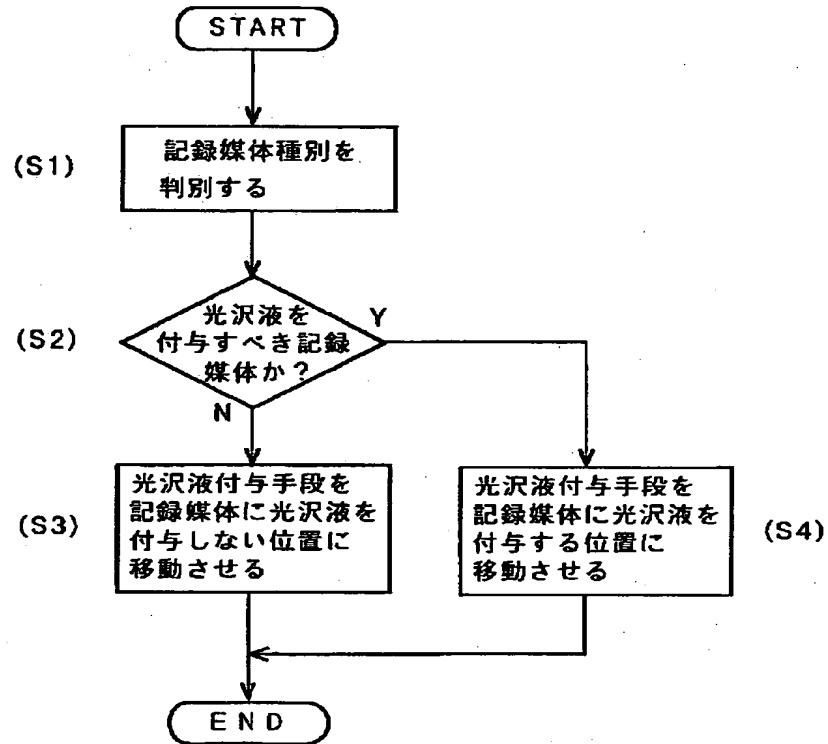 START
(S1)
記録媒体種別を
判別する
(S2)
光沢液を
付与すべき記録
媒体か?
Y
N
(S3)
光沢液付与手段を
記録媒体に光沢液を
付与しない位置に
移動させる
光沢液付与手段を
記録媒体に光沢液を
付与する位置に
移動させる
(S4)
END